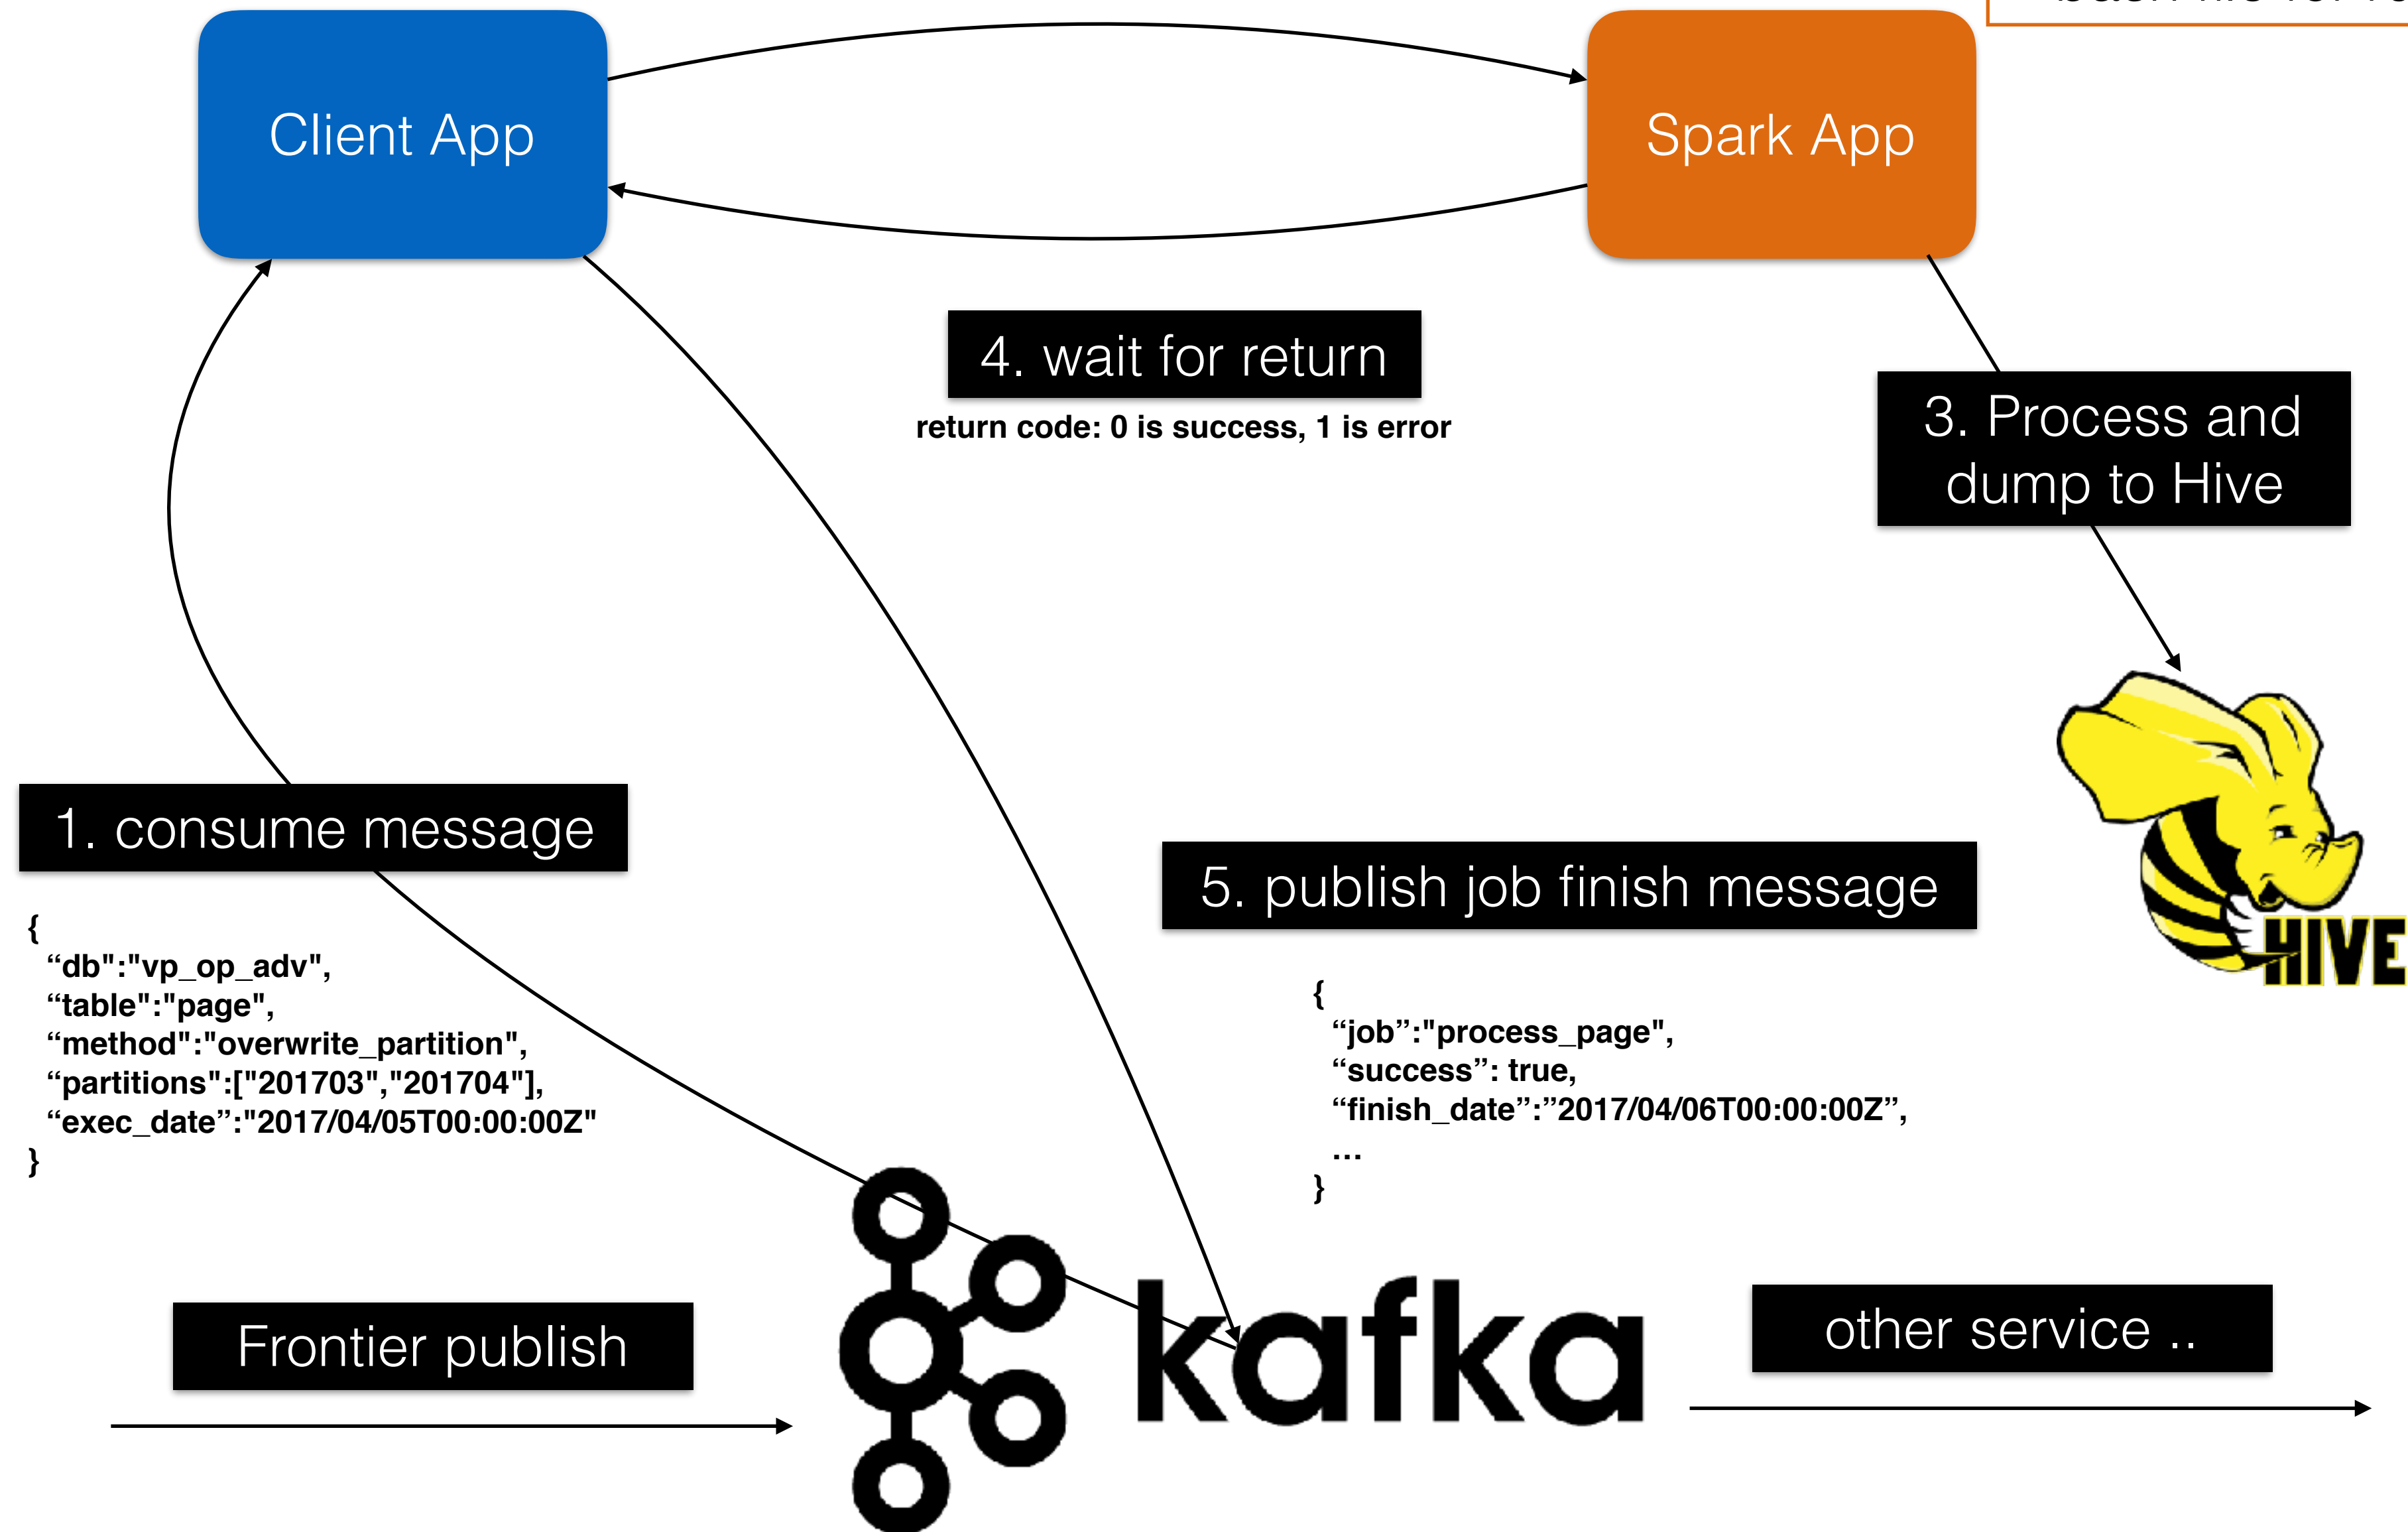 Client App
Spark App
4. wait for return
return code: 0 is success, 1 is error
3. Process and
dump to Hive
1. consume message
{
“db":"vp_op_adv",
“table":"page",
“method":"overwrite_partition",
“partitions":["201703","201704"],
“exec_date”:"2017/04/05T00:00:00Z"
}
5. publish job finish message
{
“job”:"process_page",
“success”: true,
“finish_date”:”2017/04/06T00:00:00Z”,
...
}
HIVE
Frontier publish
kafka
other service ..